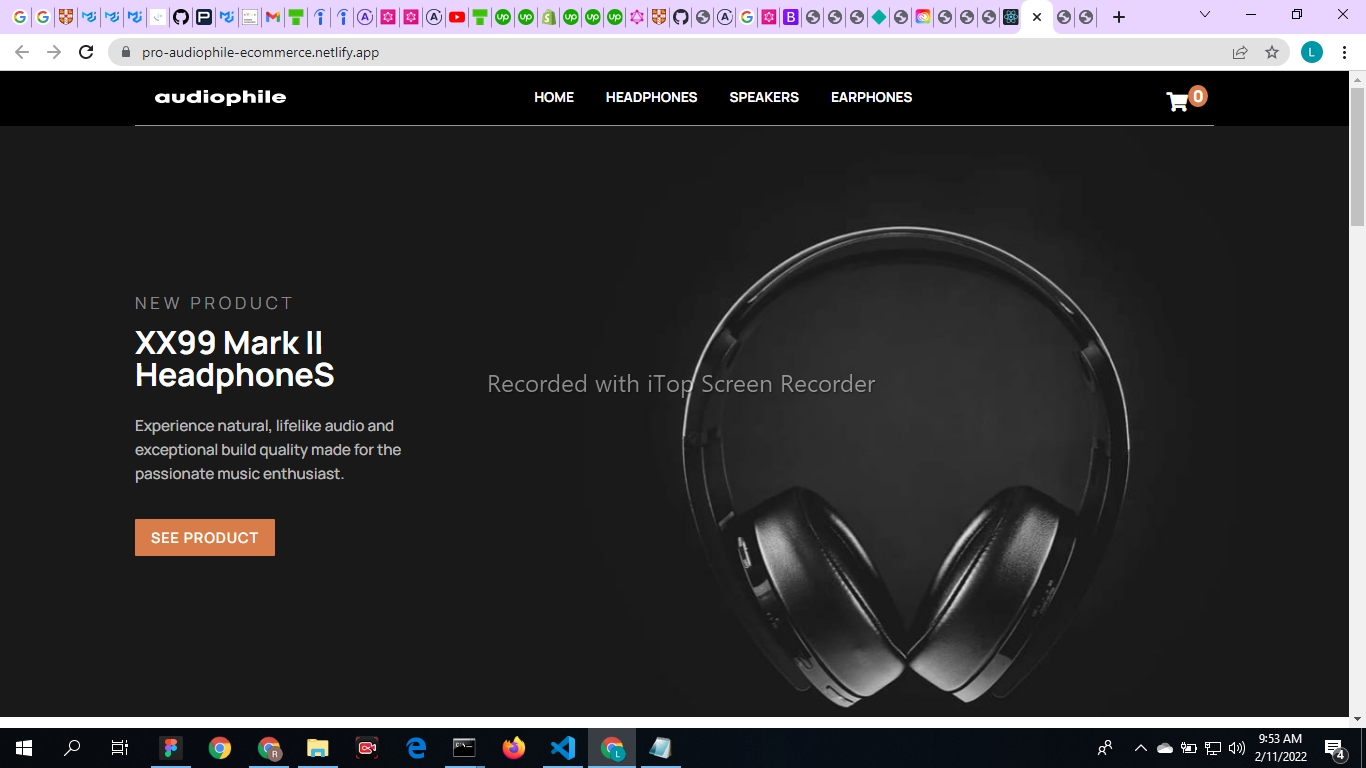 pro-audiophile-ecommerce.netlify.app
L
audiophile
HOME
HEADPHONES
SPEAKERS
EARPHONES
0
NEW PRODUCT
XX99 Mark II
HeadphoneS
Recorded with iTop Screen Recorder
Experience natural, lifelike audio and
exceptional build quality made for the
passionate music enthusiast.
SEE PRODUCT
9:53 AM
2/11/2022
4